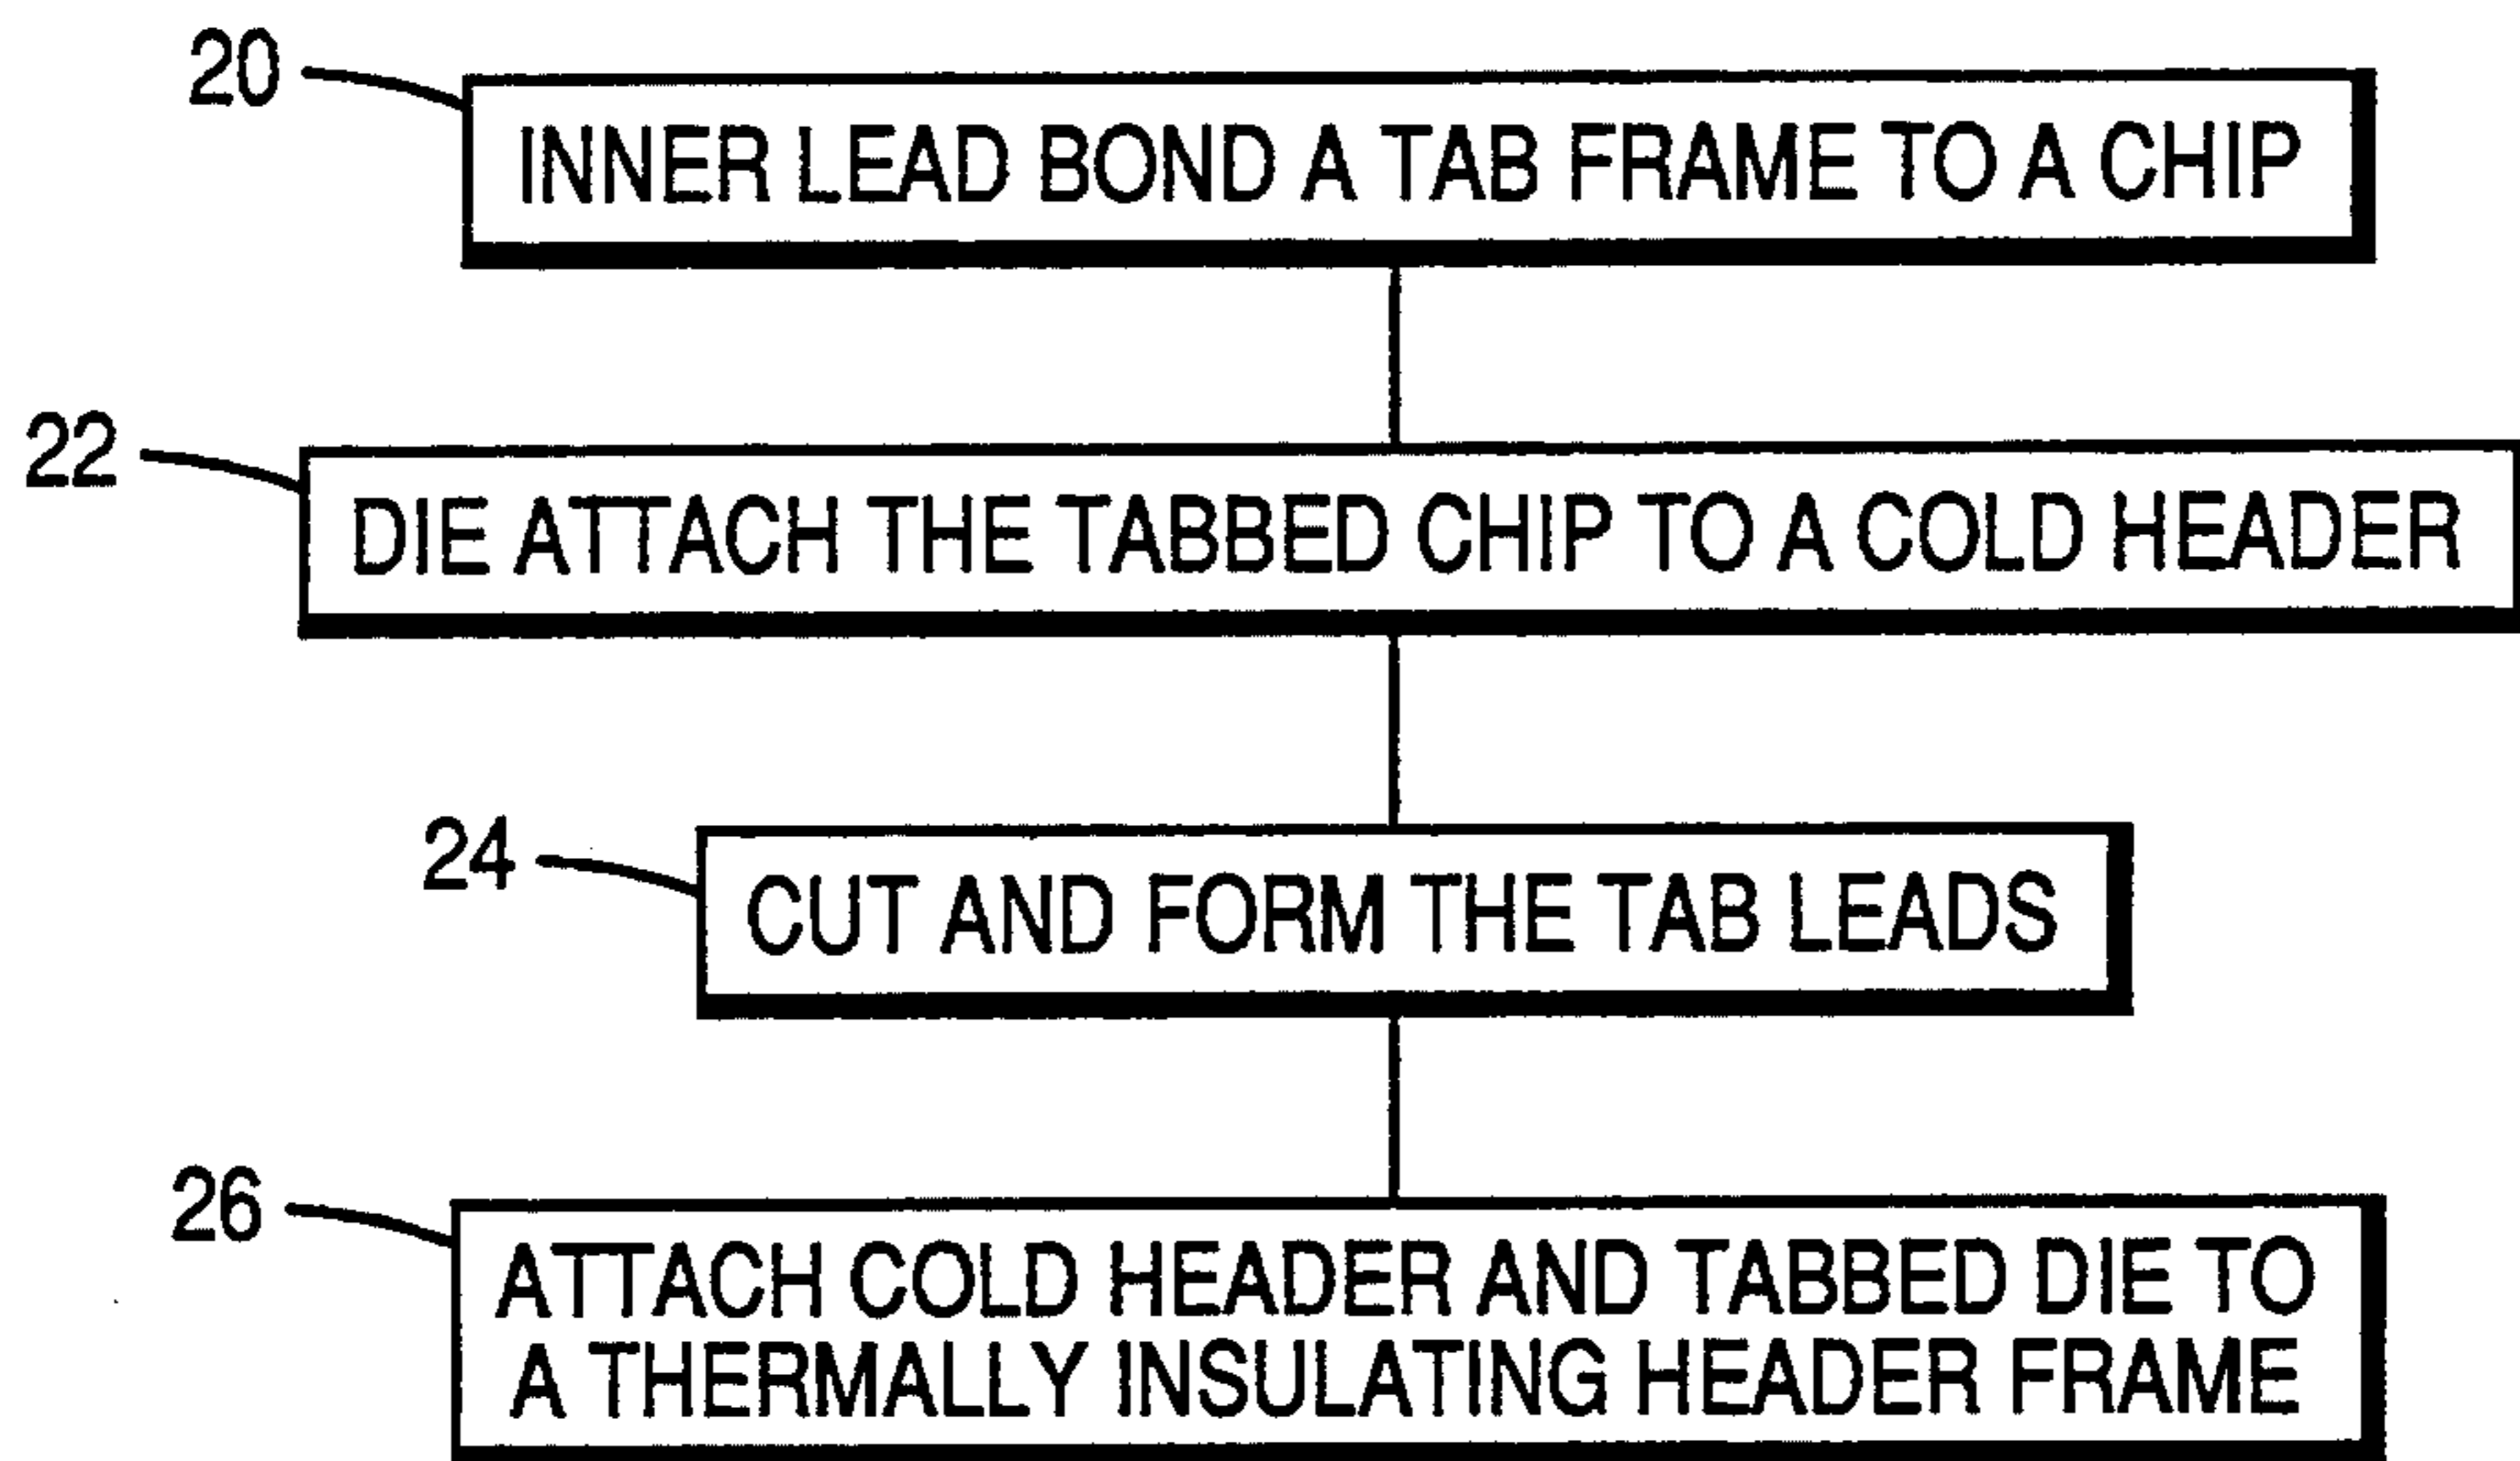 20
INNER LEAD BOND A TAB FRAME TO A CHIP
22
DIE ATTACH THE TABBED CHIP TO A COLD HEADER
24
CUT AND FORM THE TAB LEADS
26
ATTACH COLD HEADER AND TABBED DIE TO
A THERMALLY INSULATING HEADER FRAME